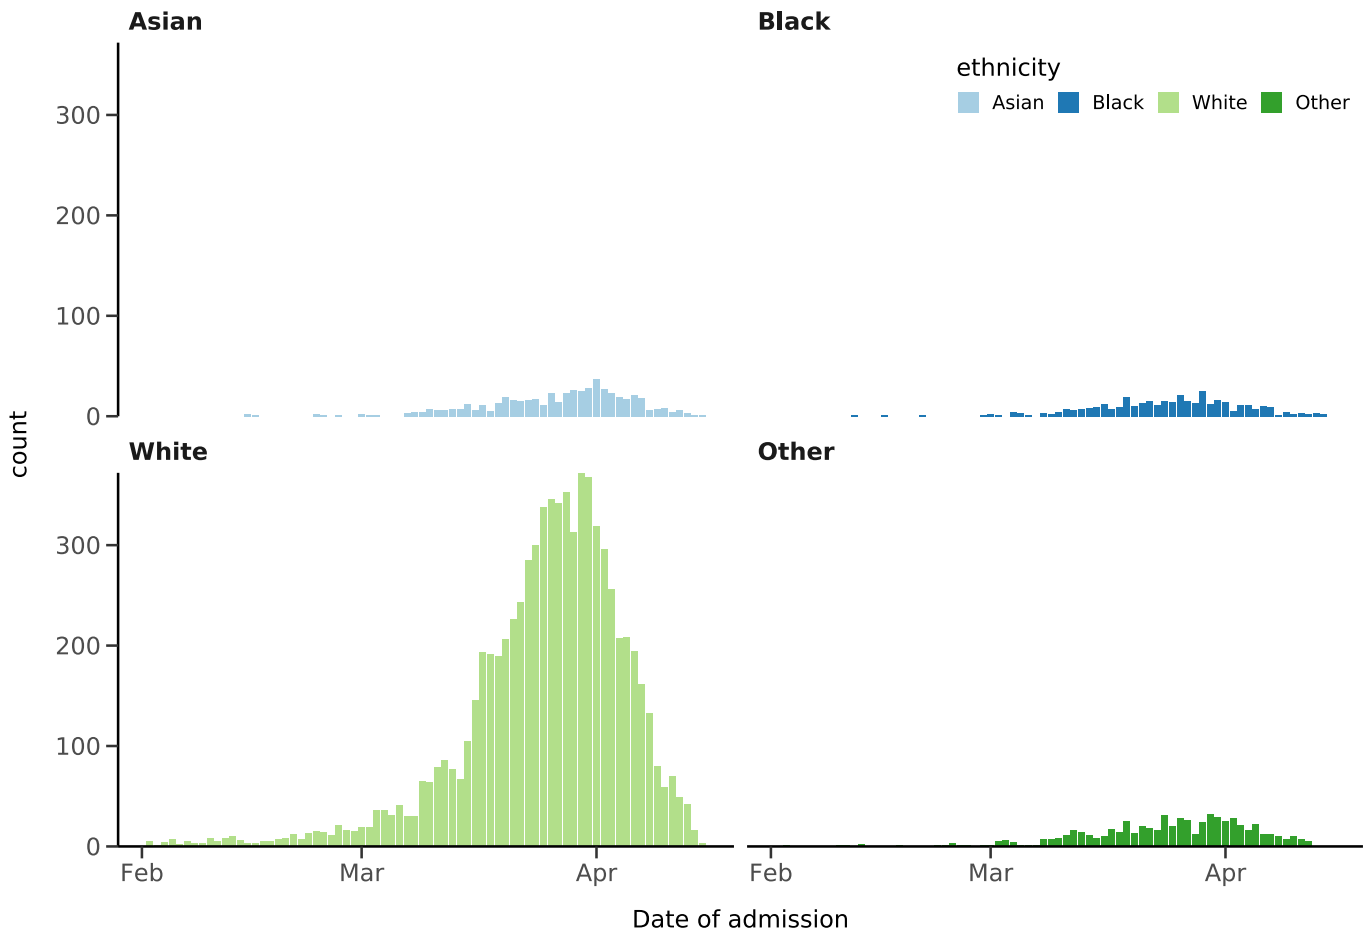 Asian
Black
ethnicity
Asian Black White Other
300
200
100
0
count
White
Other
300
200
100
0
Feb Mar Apr
Feb Mar Apr
Date of admission